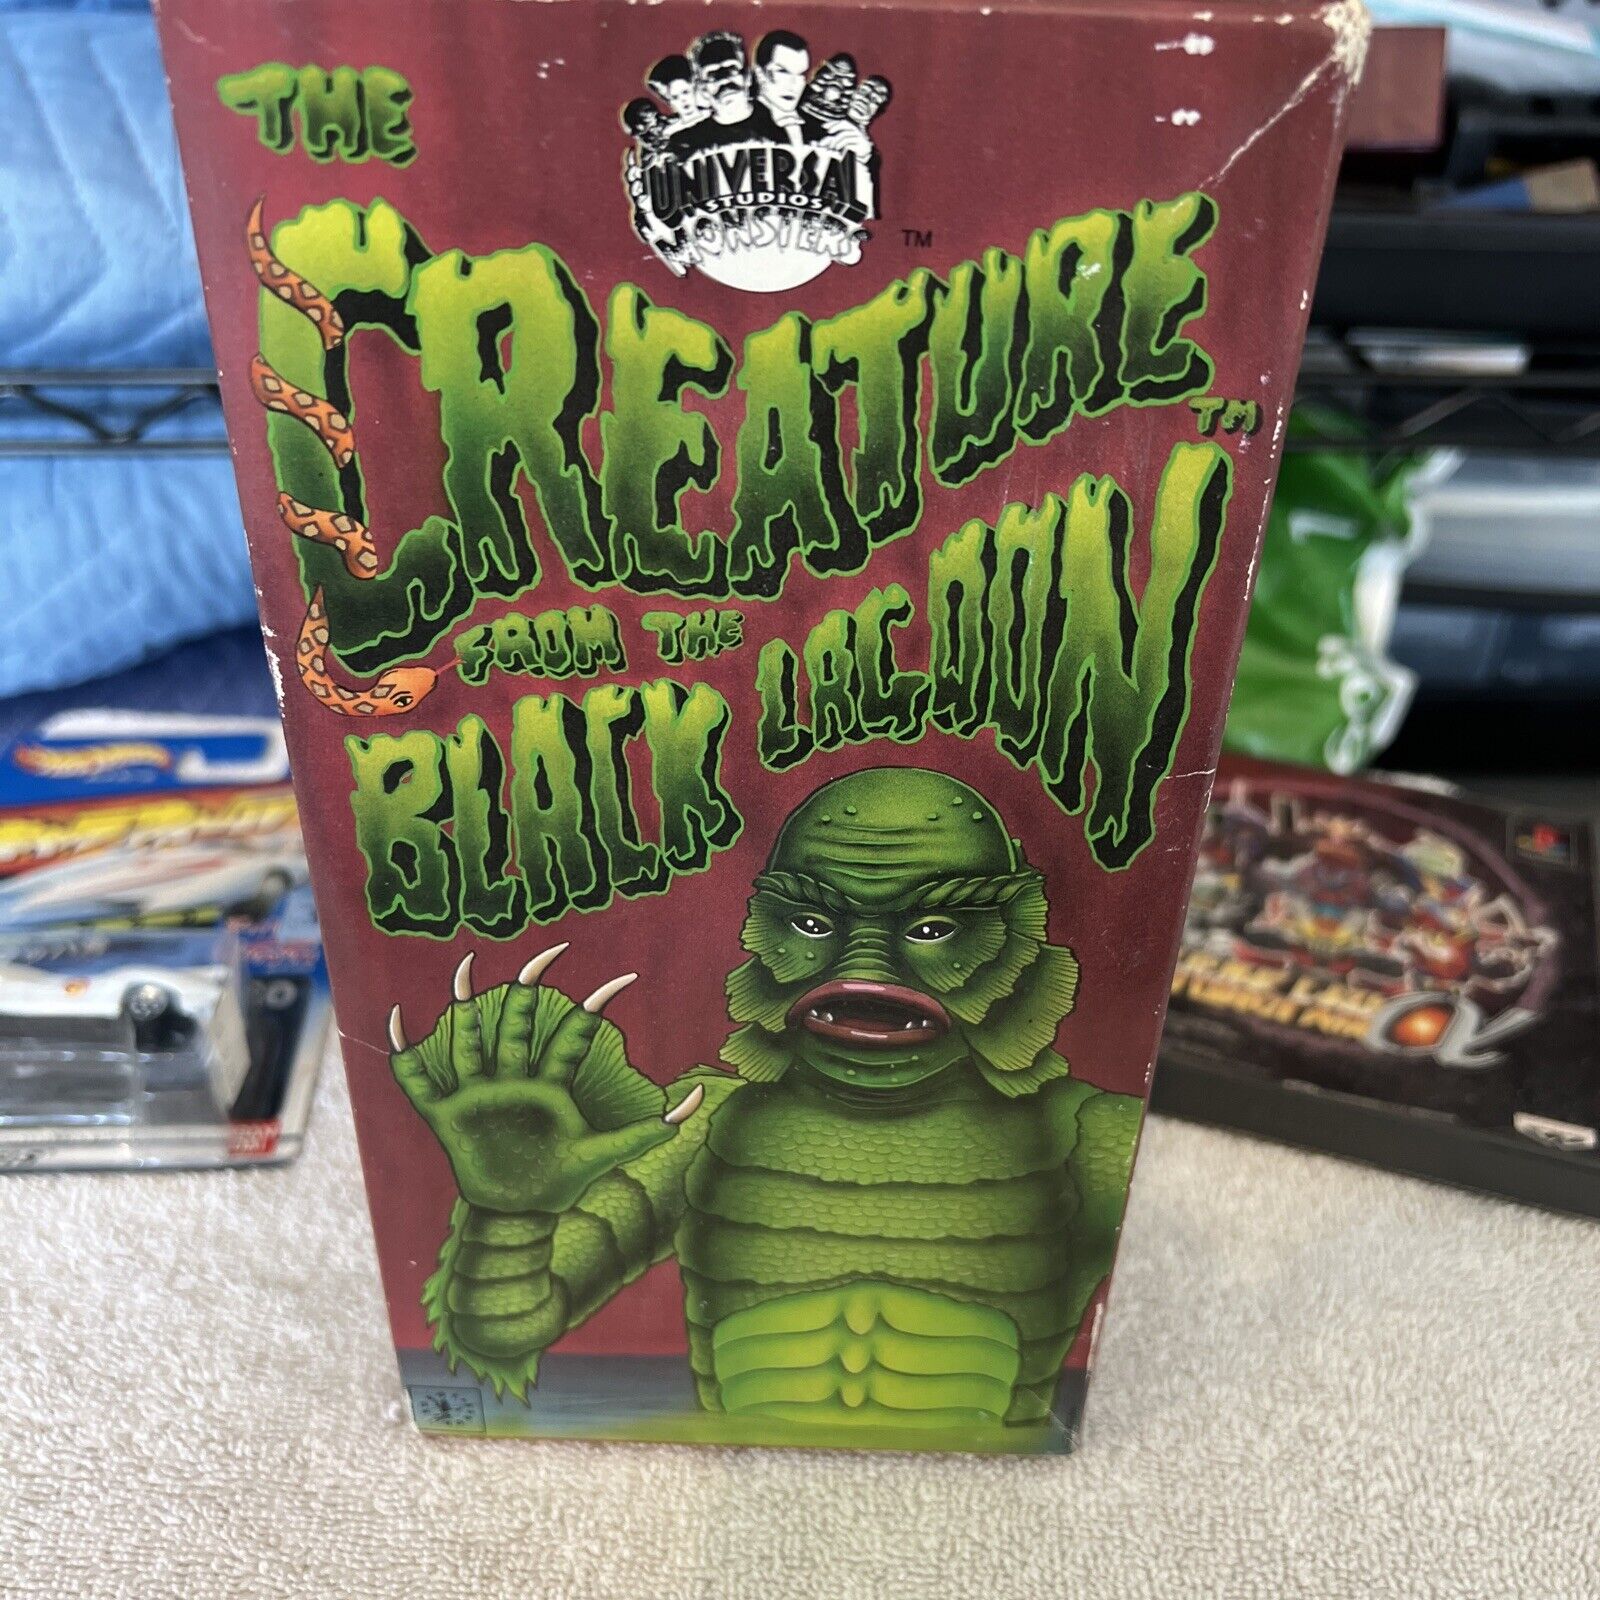 UNIVERSAL
STUDIOS
MONSTERS
TM
THE
CREATURE
TM
FROM THE
BLACK LAGOON